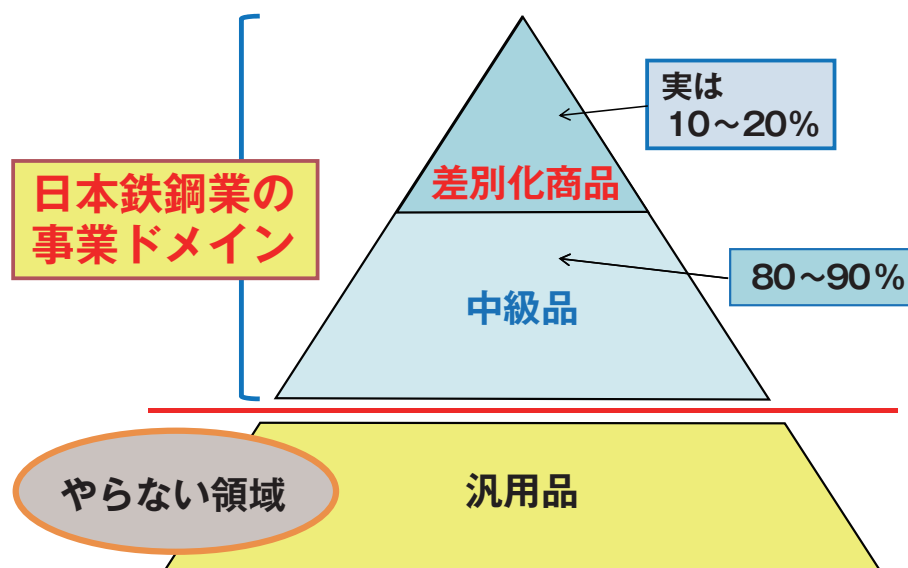 実は
10～20%
差別化商品
日本鉄鋼業の
事業ドメイン
80～90%
中級品
やらない領域
汎用品